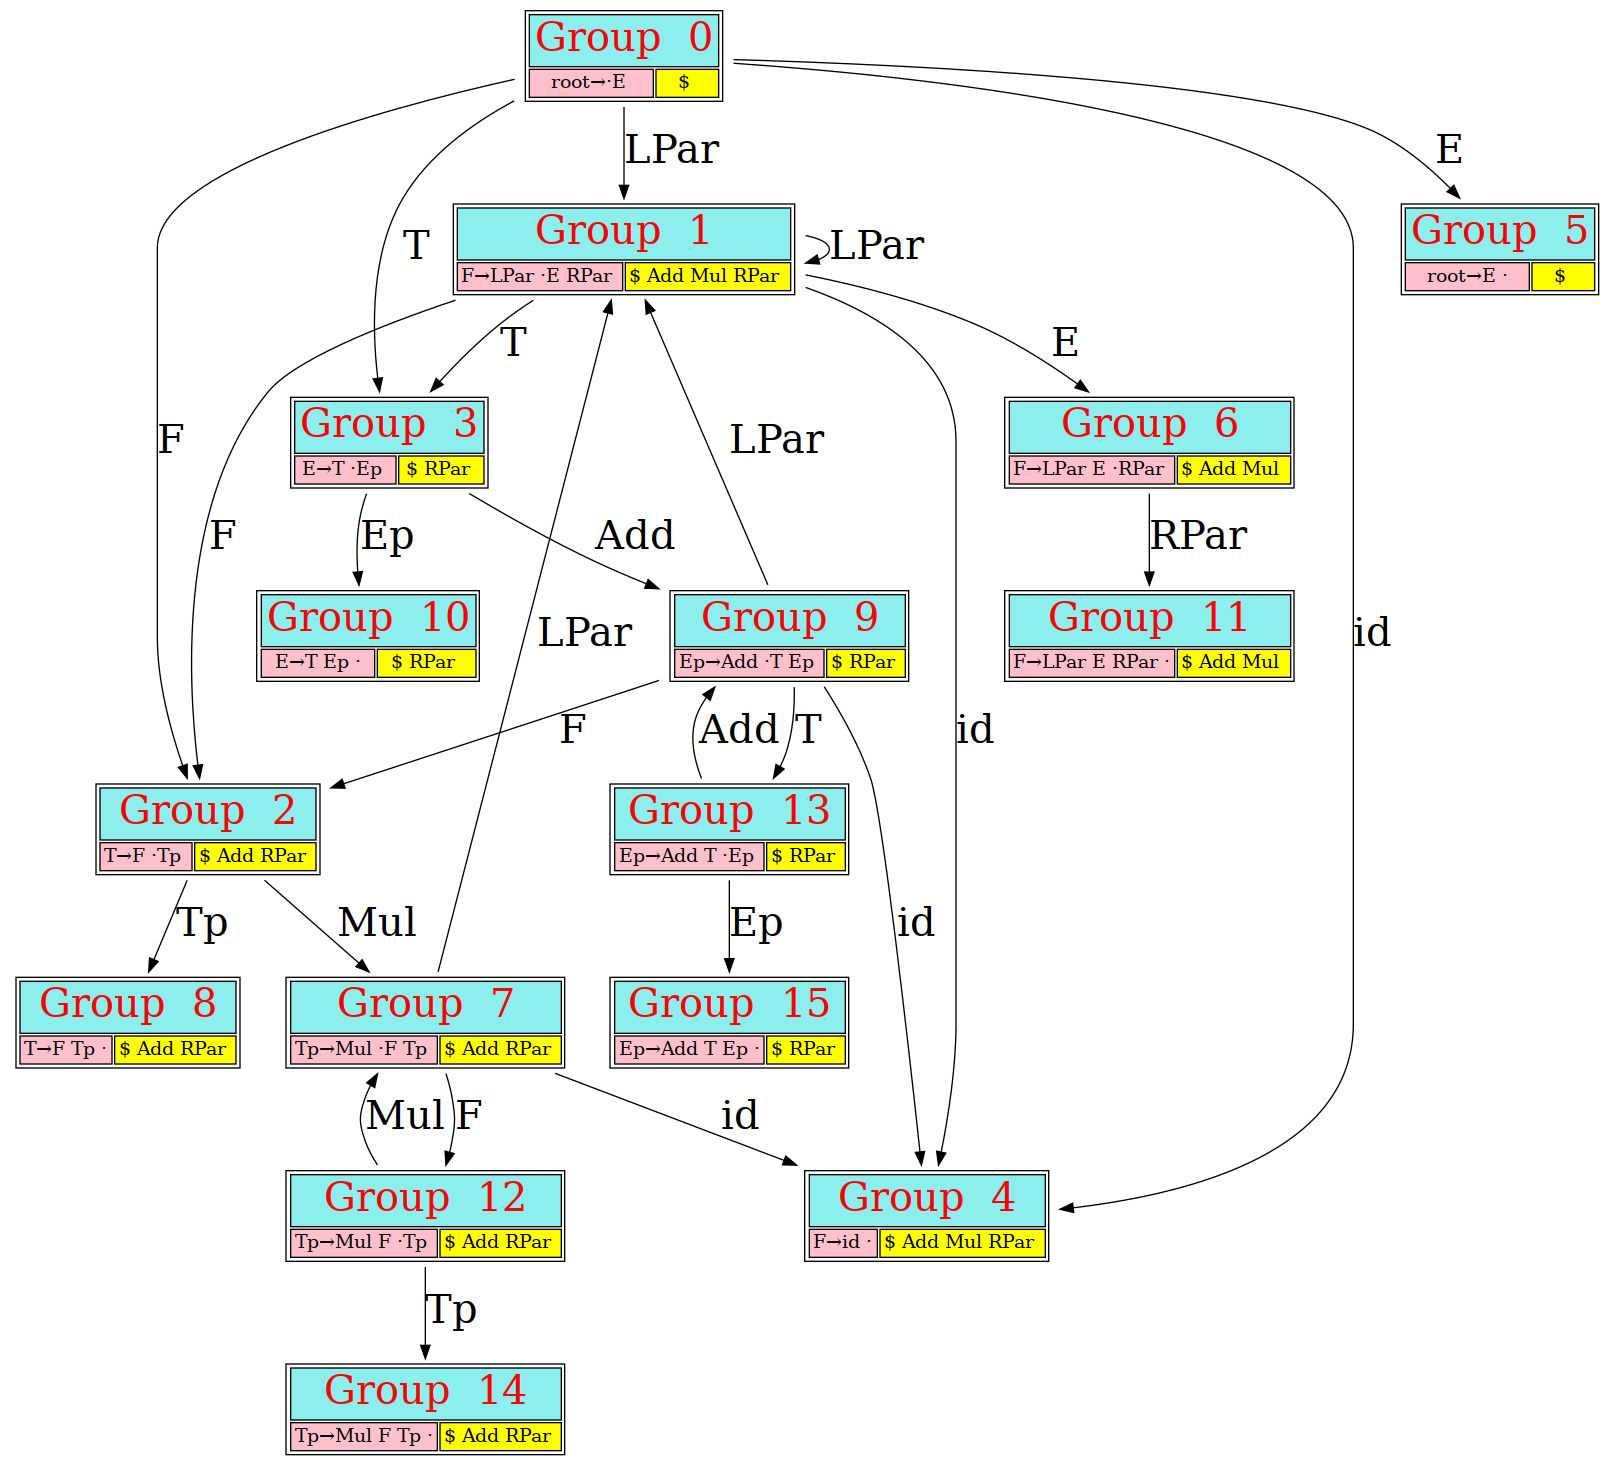 Group 0
root→·E $
LPar
E
T
Group 1
F→LPar ·E RPar $ Add Mul RPar
LPar
Group 5
root→E · $
T
E
F
LPar
Group 3
E→T ·Ep $ RPar
Group 6
F→LPar E ·RPar $ Add Mul
F
Ep
Add
RPar
Group 10
E→T Ep · $ RPar
LPar
Group 9
Ep→Add ·T Ep $ RPar
Group 11
F→LPar E RPar · $ Add Mul
id
F
Add
T
id
Group 2
T→F ·Tp $ Add RPar
Group 13
Ep→Add T ·Ep $ RPar
Tp
Mul
Ep
id
Group 8
T→F Tp · $ Add RPar
Group 7
Tp→Mul ·F Tp $ Add RPar
Group 15
Ep→Add T Ep · $ RPar
Mul
F
id
Group 12
Tp→Mul F ·Tp $ Add RPar
Group 4
F→id · $ Add Mul RPar
Tp
Group 14
Tp→Mul F Tp · $ Add RPar